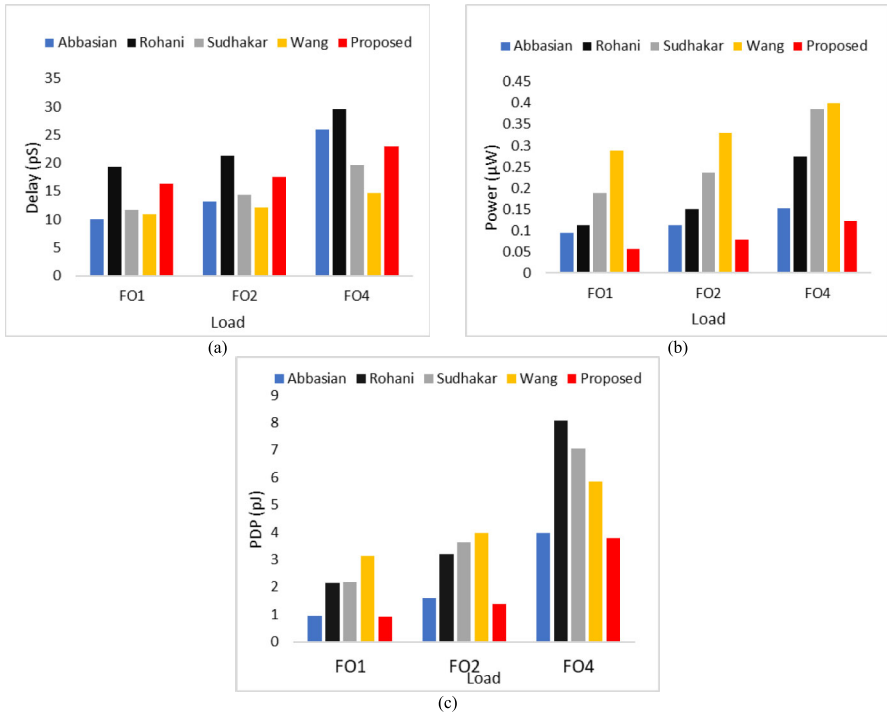 Abbasian Rohani Sudhakar Wang Proposed
35
30
25
20
15
10
5
0
Delay (pS)
FO1 FO2 FO4
Load
(a)
Abbasian Rohani Sudhakar Wang Proposed
0.45
0.4
0.35
0.3
0.25
0.2
0.15
0.1
0.05
0
Power (µW)
FO1 FO2 FO4
Load
(b)
Abbasian Rohani Sudhakar Wang Proposed
9
8
7
6
5
4
3
2
1
0
PDP (pJ)
FO1 FO2 FO4
Load
(c)